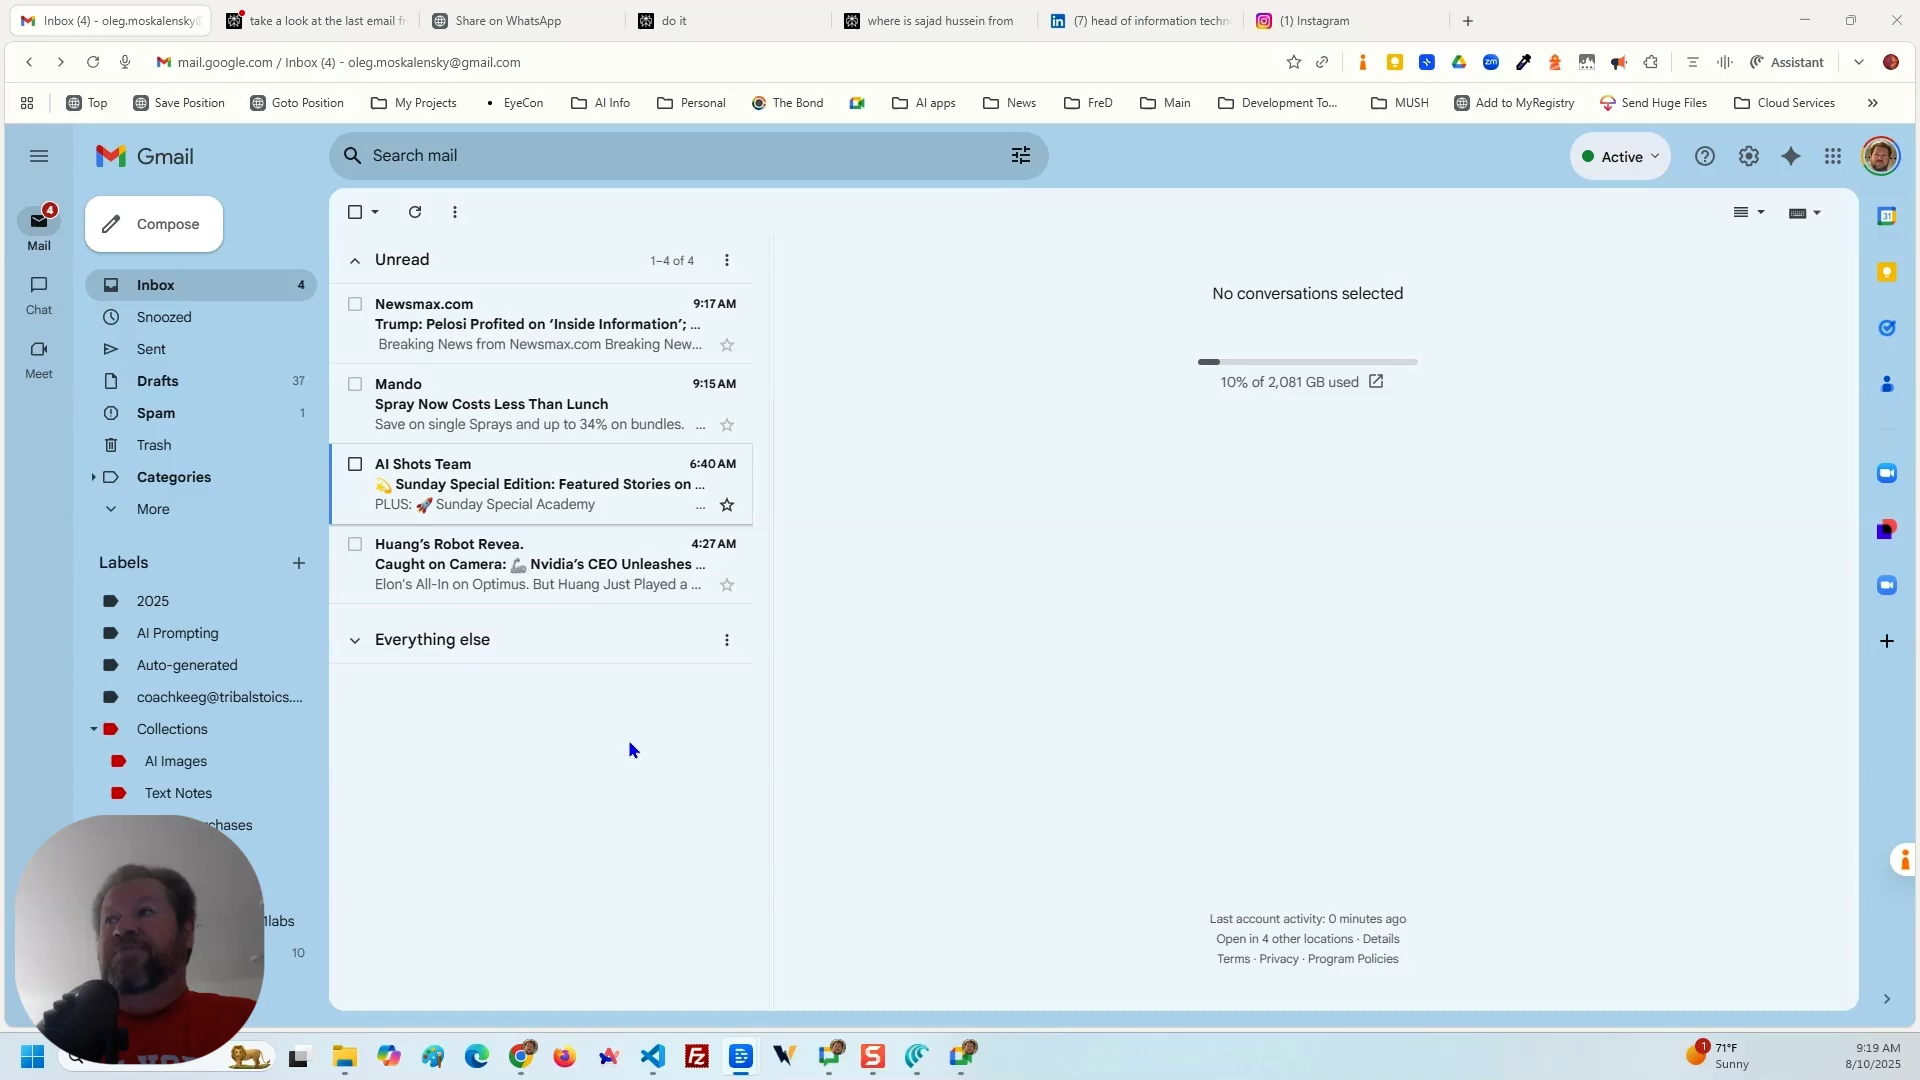 Inbox (4) - oleg.moskalensky@
take a look at the last email fr
Share on WhatsApp
do it
where is sajad hussein from
(7) head of information techn
(1) Instagram
mail.google.com / Inbox (4) - oleg.moskalensky@gmail.com
Assistant
Top
Save Position
Goto Position
My Projects
EyeCon
AI Info
Personal
The Bond
AI apps
News
FreD
Main
Development To...
MUSH
Add to MyRegistry
Send Huge Files
Cloud Services
Gmail
Search mail
Active
4
Mail
Chat
Meet
Compose
Inbox 4
Snoozed
Sent
Drafts 37
Spam 1
Trash
Categories
More
Labels
2025
AI Prompting
Auto-generated
coachkeeg@tribalstoics....
Collections
AI Images
Text Notes
chases
1labs
10
Unread 1–4 of 4
Newsmax.com 9:17 AM
Trump: Pelosi Profited on ‘Inside Information’; ...
Breaking News from Newsmax.com Breaking New...
Mando 9:15 AM
Spray Now Costs Less Than Lunch
Save on single Sprays and up to 34% on bundles. ...
AI Shots Team 6:40 AM
💫 Sunday Special Edition: Featured Stories on ...
PLUS: 🚀 Sunday Special Academy ...
Huang’s Robot Revea. 4:27 AM
Caught on Camera: 🦾 Nvidia’s CEO Unleashes ...
Elon's All-In on Optimus. But Huang Just Played a ...
Everything else
No conversations selected
10% of 2,081 GB used
Last account activity: 0 minutes ago
Open in 4 other locations · Details
Terms · Privacy · Program Policies
31
zm
1
71°F
Sunny
9:19 AM
8/10/2025